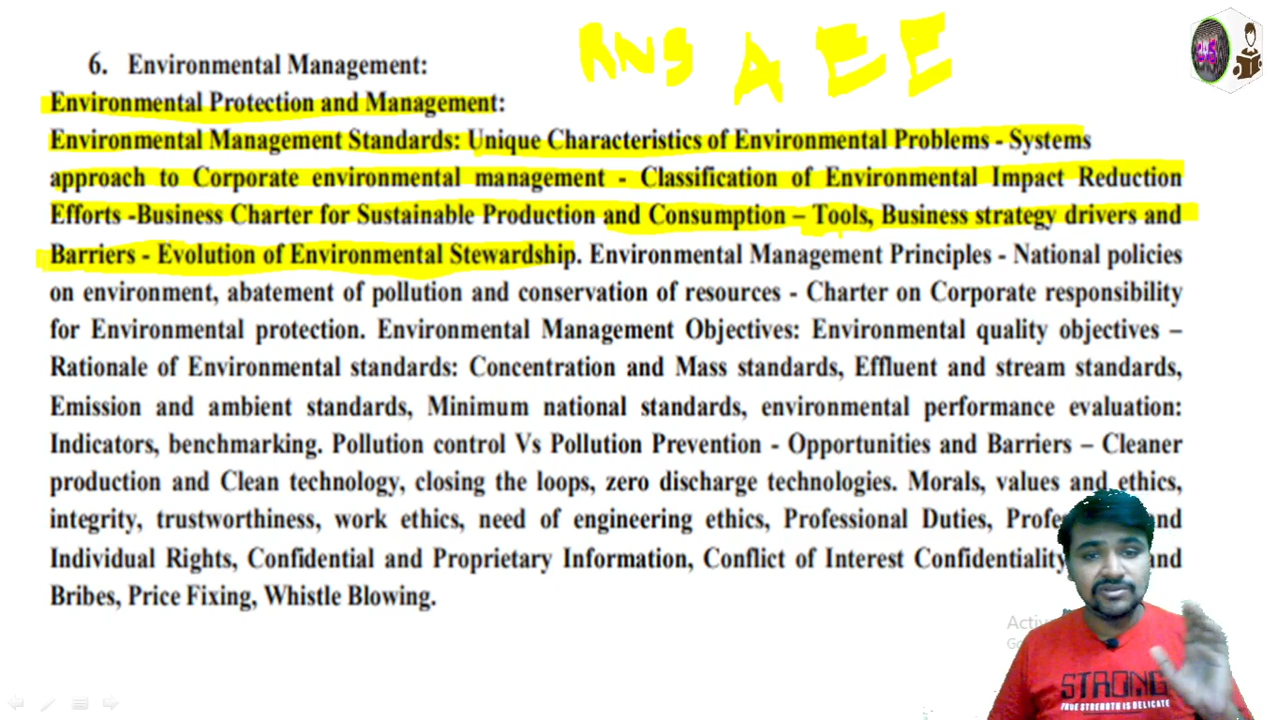 RNS A E E
6. Environmental Management:
Environmental Protection and Management:
Environmental Management Standards: Unique Characteristics of Environmental Problems - Systems
approach to Corporate environmental management - Classification of Environmental Impact Reduction
Efforts -Business Charter for Sustainable Production and Consumption – Tools, Business strategy drivers and
Barriers - Evolution of Environmental Stewardship. Environmental Management Principles - National policies
on environment, abatement of pollution and conservation of resources - Charter on Corporate responsibility
for Environmental protection. Environmental Management Objectives: Environmental quality objectives –
Rationale of Environmental standards: Concentration and Mass standards, Effluent and stream standards,
Emission and ambient standards, Minimum national standards, environmental performance evaluation:
Indicators, benchmarking. Pollution control Vs Pollution Prevention - Opportunities and Barriers – Cleaner
production and Clean technology, closing the loops, zero discharge technologies. Morals, values and ethics,
integrity, trustworthiness, work ethics, need of engineering ethics, Professional Duties,
Individual Rights, Confidential and Proprietary Information, Conflict of Interest Confidentiality
Bribes, Price Fixing, Whistle Blowing.
STRONG
TRUE STRENGTH IS DELICATE